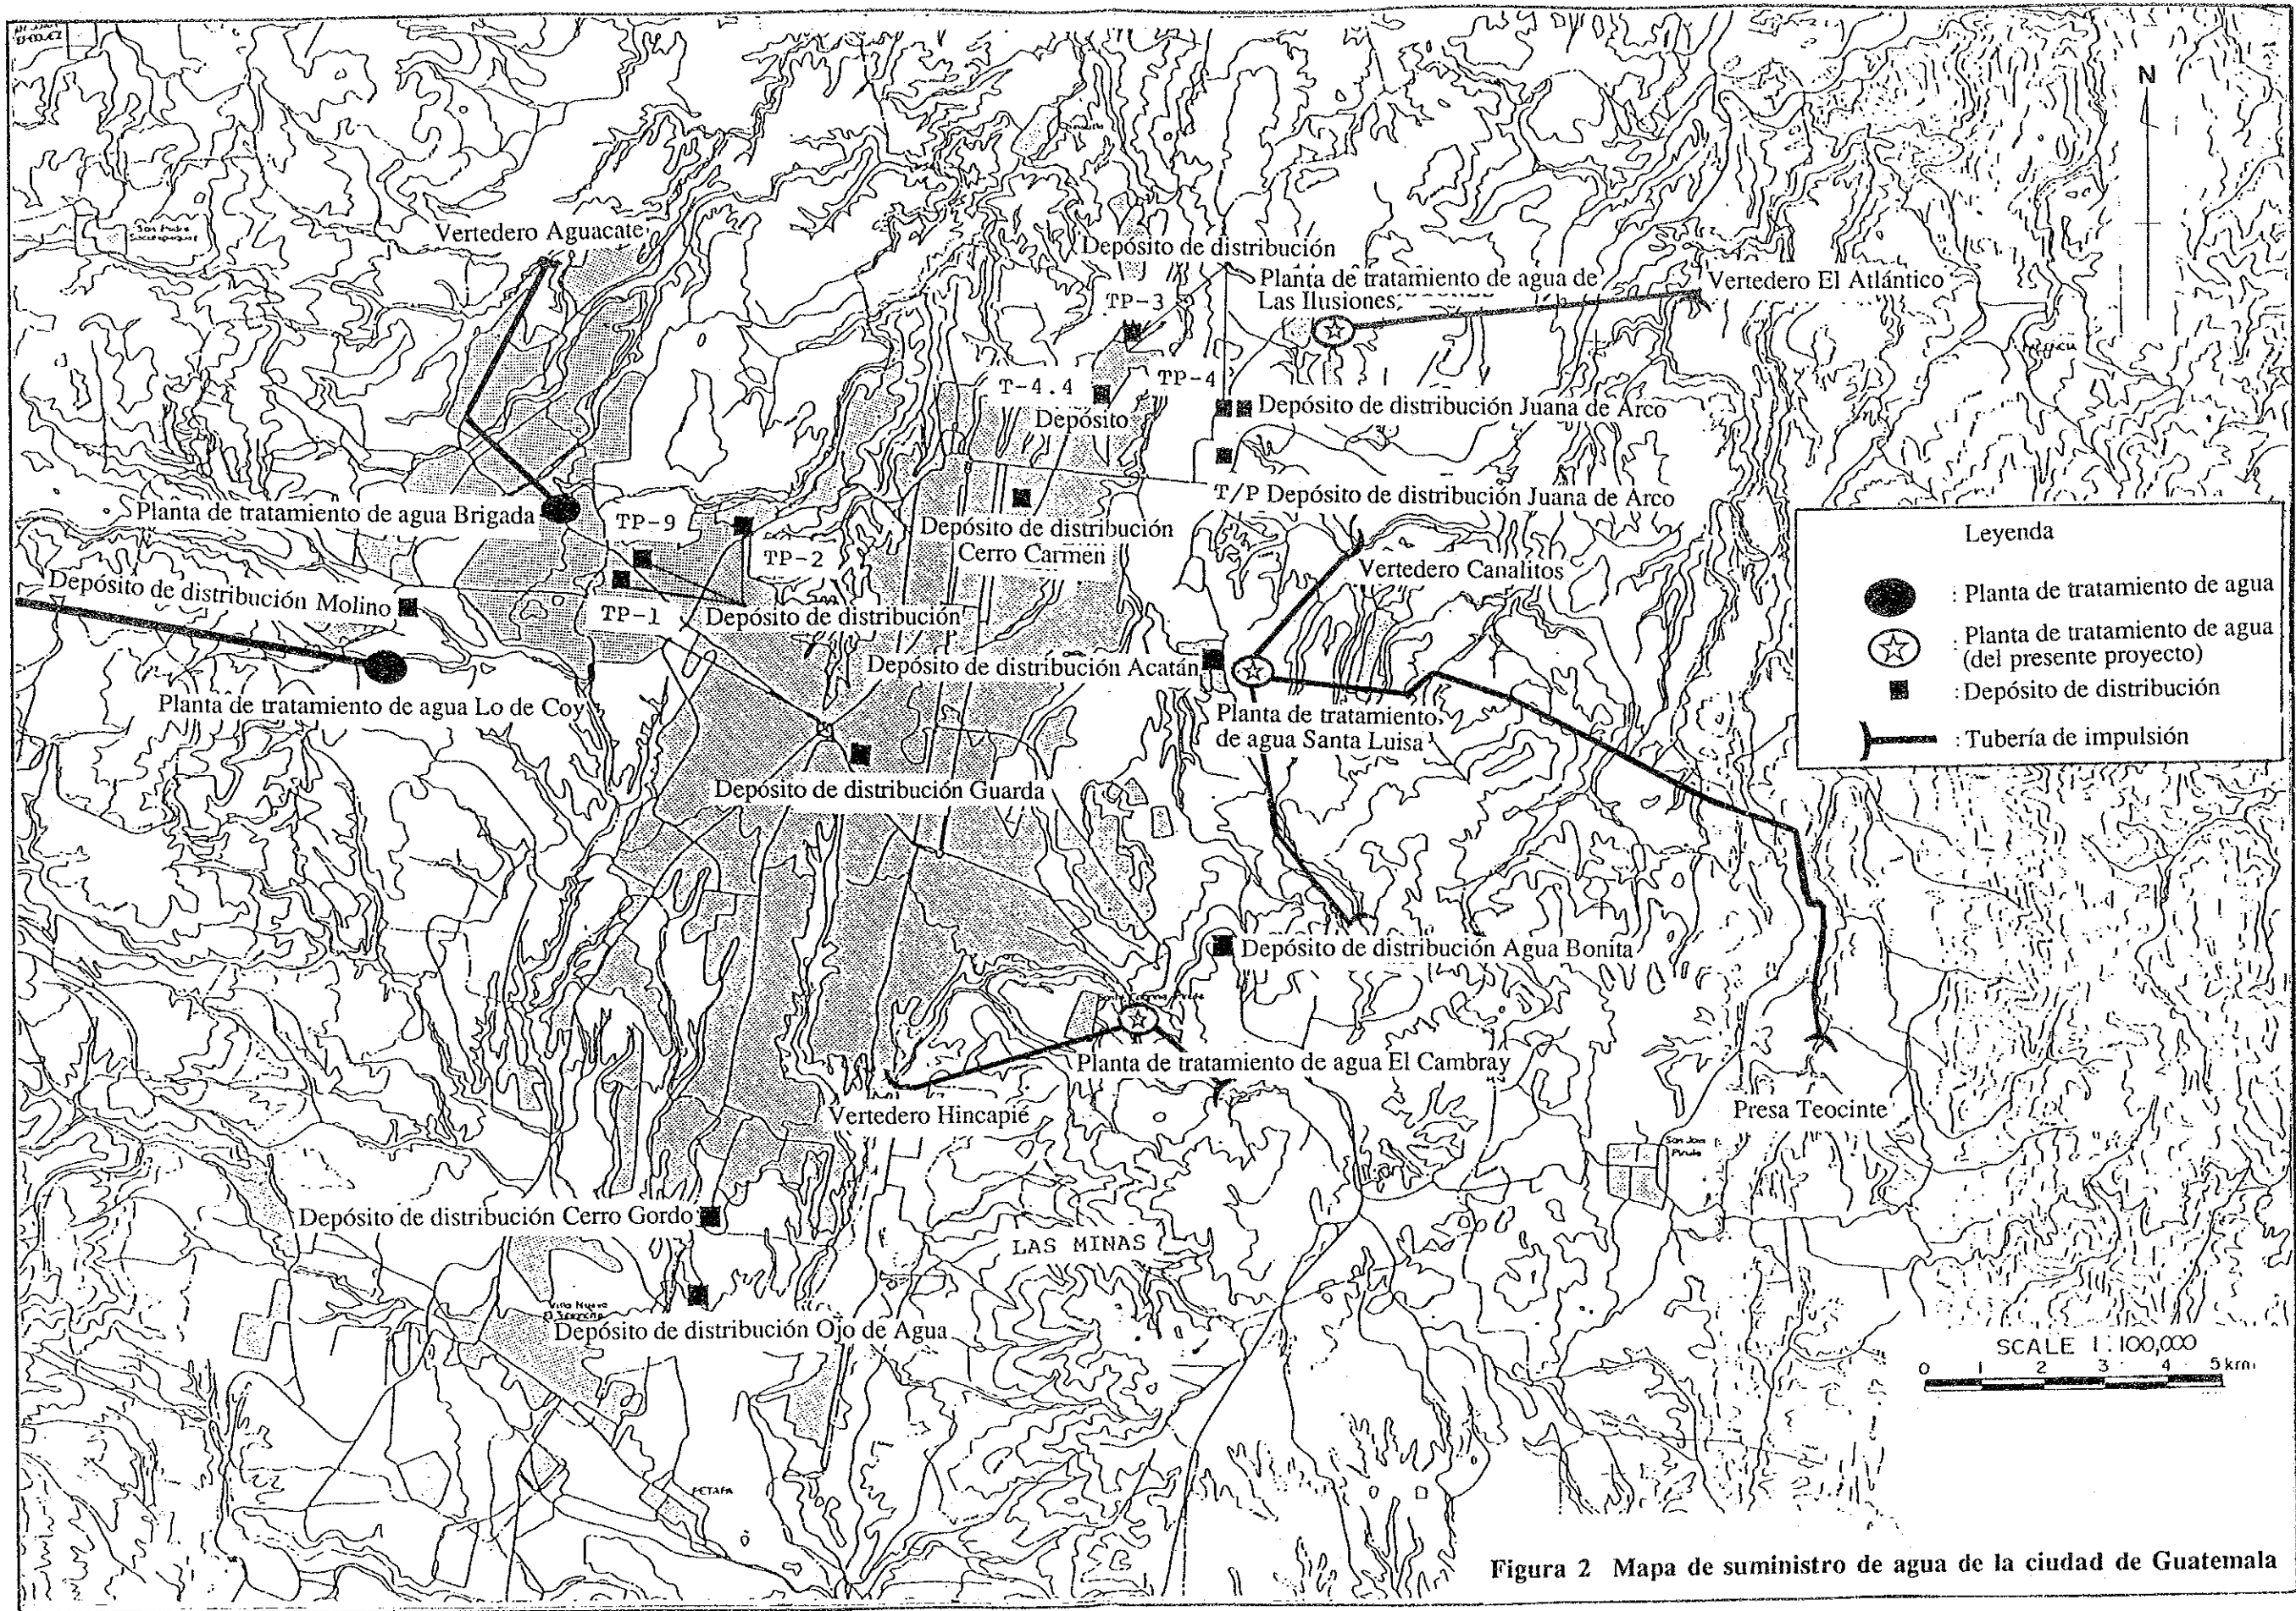 N
Vertedero Aguacate
Depósito de distribución
Planta de tratamiento de agua de
Las Ilusiones
Vertedero El Atlántico
TP-3
T-4.4
TP-4
Depósito
Depósito de distribución Juana de Arco
T/P Depósito de distribución Juana de Arco
Planta de tratamiento de agua Brigada
TP-9
TP-2
Depósito de distribución
Cerro Carmen
Vertedero Canalitos
Depósito de distribución Molino
TP-1
Depósito de distribución
Depósito de distribución Acatán
Planta de tratamiento de agua Lo de Coy
Planta de tratamiento
de agua Santa Luisa
Depósito de distribución Guarda
Leyenda
: Planta de tratamiento de agua
: Planta de tratamiento de agua
(del presente proyecto)
: Depósito de distribución
: Tubería de impulsión
Depósito de distribución Agua Bonita
Planta de tratamiento de agua El Cambray
Vertedero Hincapié
Presa Teocinte
San Jose
Pinula
Depósito de distribución Cerro Gordo
LAS MINAS
Villa Nueva
Depósito de distribución Ojo de Agua
SCALE 1:100,000
0 1 2 3 4 5 km
PETAPA
Figura 2 Mapa de suministro de agua de la ciudad de Guatemala